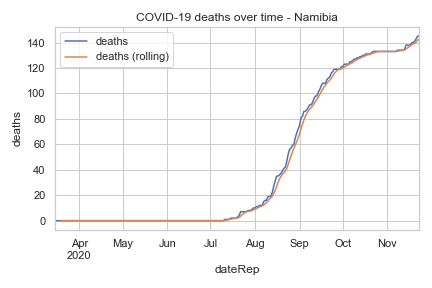 COVID-19 deaths over time - Namibia
deaths
deaths (rolling)
140
120
100
80
60
40
20
0
deaths
Apr
2020
May
Jun
Jul
Aug
Sep
Oct
Nov
dateRep